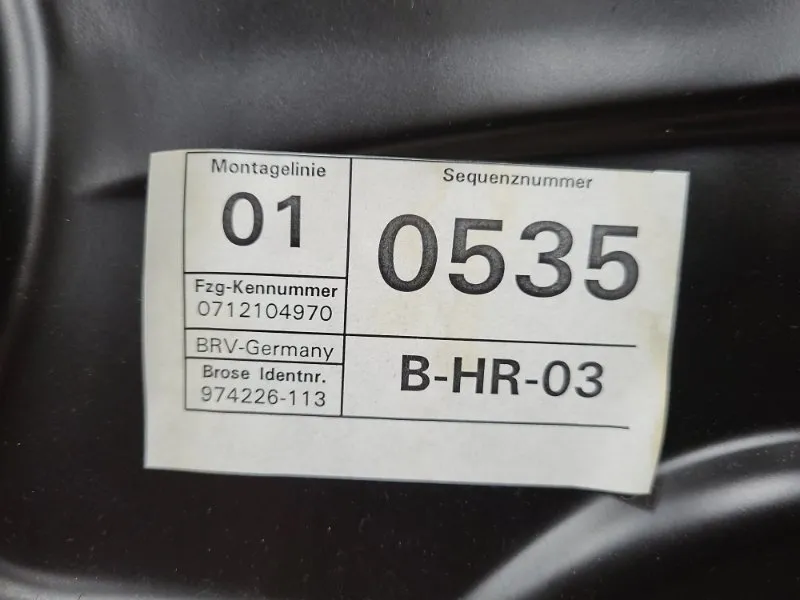 Montagelinie
01
Sequenznummer
0535
Fzg-Kennummer
0712104970
BRV-Germany
Brose Identnr.
974226-113
B-HR-03